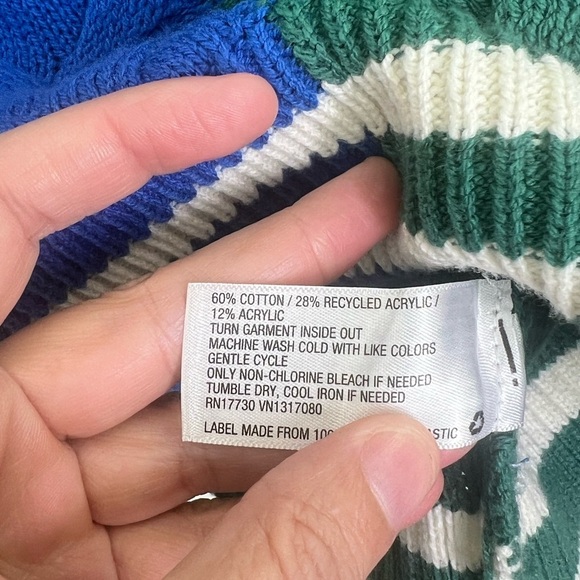 60% COTTON / 28% RECYCLED ACRYLIC /
12% ACRYLIC
TURN GARMENT INSIDE OUT
MACHINE WASH COLD WITH LIKE COLORS
GENTLE CYCLE
ONLY NON-CHLORINE BLEACH IF NEEDED
TUMBLE DRY, COOL IRON IF NEEDED
RN17730 VN1317080
LABEL MADE FROM